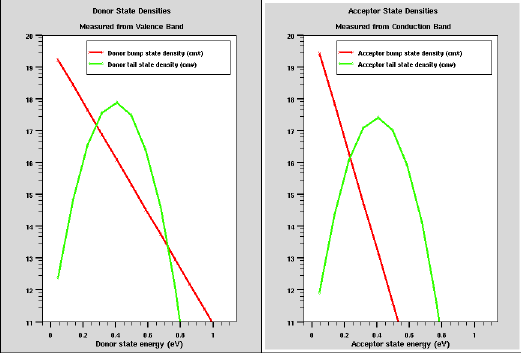 Donor State Densities
Measured from Valence Band
20
19
18
17
16
15
14
13
12
11
Donor bump state density (cm/t)
Donor tail state density (cm/v)
0 0.2 0.4 0.6 0.8 1
Donor state energy (eV)
Acceptor State Densities
Measured from Conduction Band
20
19
18
17
16
15
14
13
12
11
Acceptor bump state density (cm/t)
Acceptor tail state density (cm/v)
0 0.2 0.4 0.6 0.8 1
Acceptor state energy (eV)